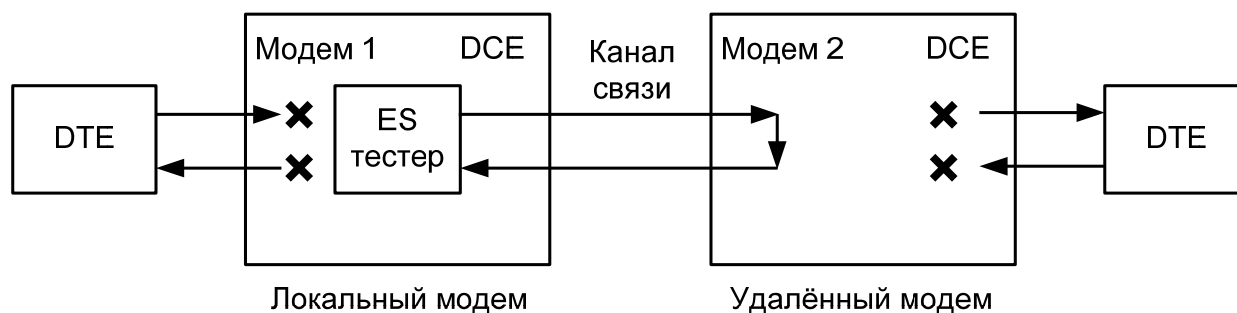 Модем 1
DCE
Канал
связи
Модем 2
DCE
DTE
ES
тестер
DTE
Локальный модем
Удалённый модем